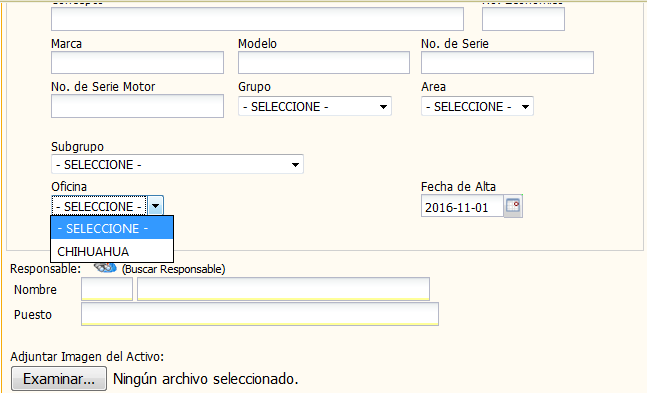 Marca Modelo No. de Serie
No. de Serie Motor Grupo Area
- SELECCIONE - - SELECCIONE -
Subgrupo
- SELECCIONE -
Oficina Fecha de Alta
- SELECCIONE - 2016-11-01
- SELECCIONE -
CHIHUAHUA
Responsable: (Buscar Responsable)
Nombre
Puesto
Adjuntar Imagen del Activo:
Examinar... Ningún archivo seleccionado.